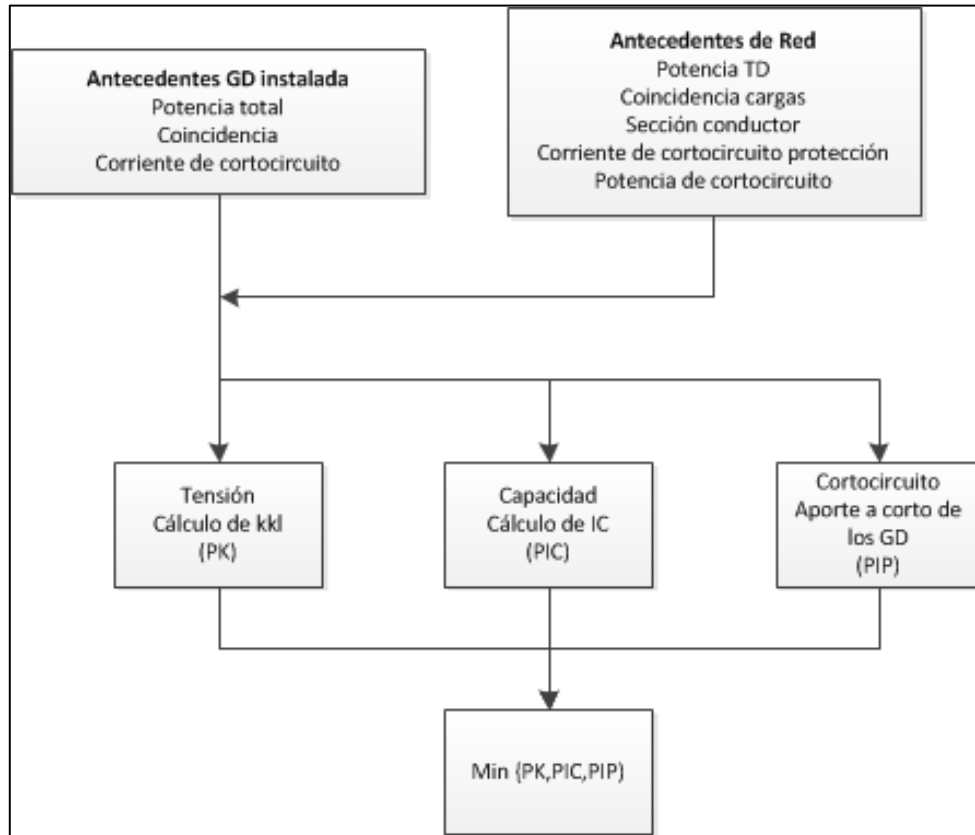 Antecedentes GD instalada
Potencia total
Coincidencia
Corriente de cortocircuito
Antecedentes de Red
Potencia TD
Coincidencia cargas
Sección conductor
Corriente de cortocircuito protección
Potencia de cortocircuito
Tensión
Cálculo de kkl
(PK)
Capacidad
Cálculo de IC
(PIC)
Cortocircuito
Aporte a corto de
los GD
(PIP)
Min {PK,PIC,PIP}